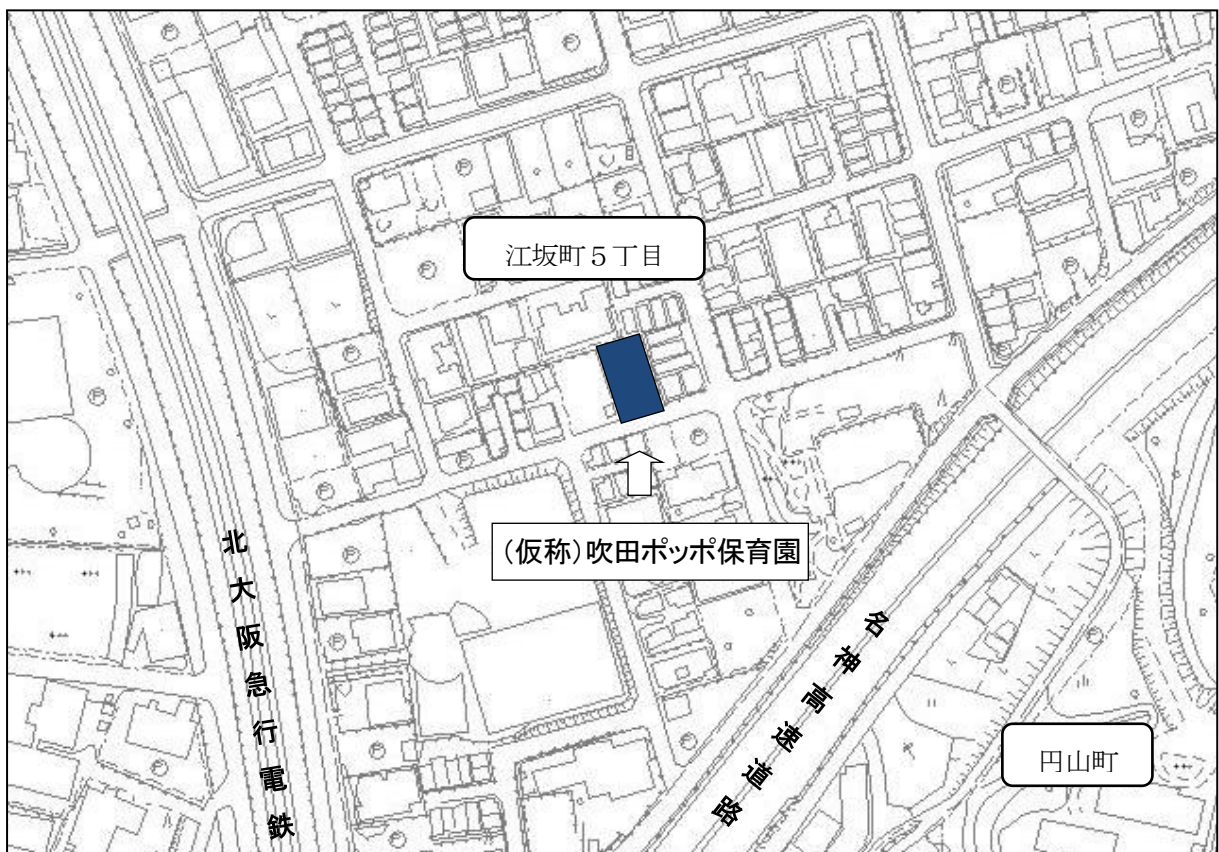 江坂町５丁目
(仮称)吹田ポッポ保育園
北大阪急行電鉄
名神高速道路
円山町